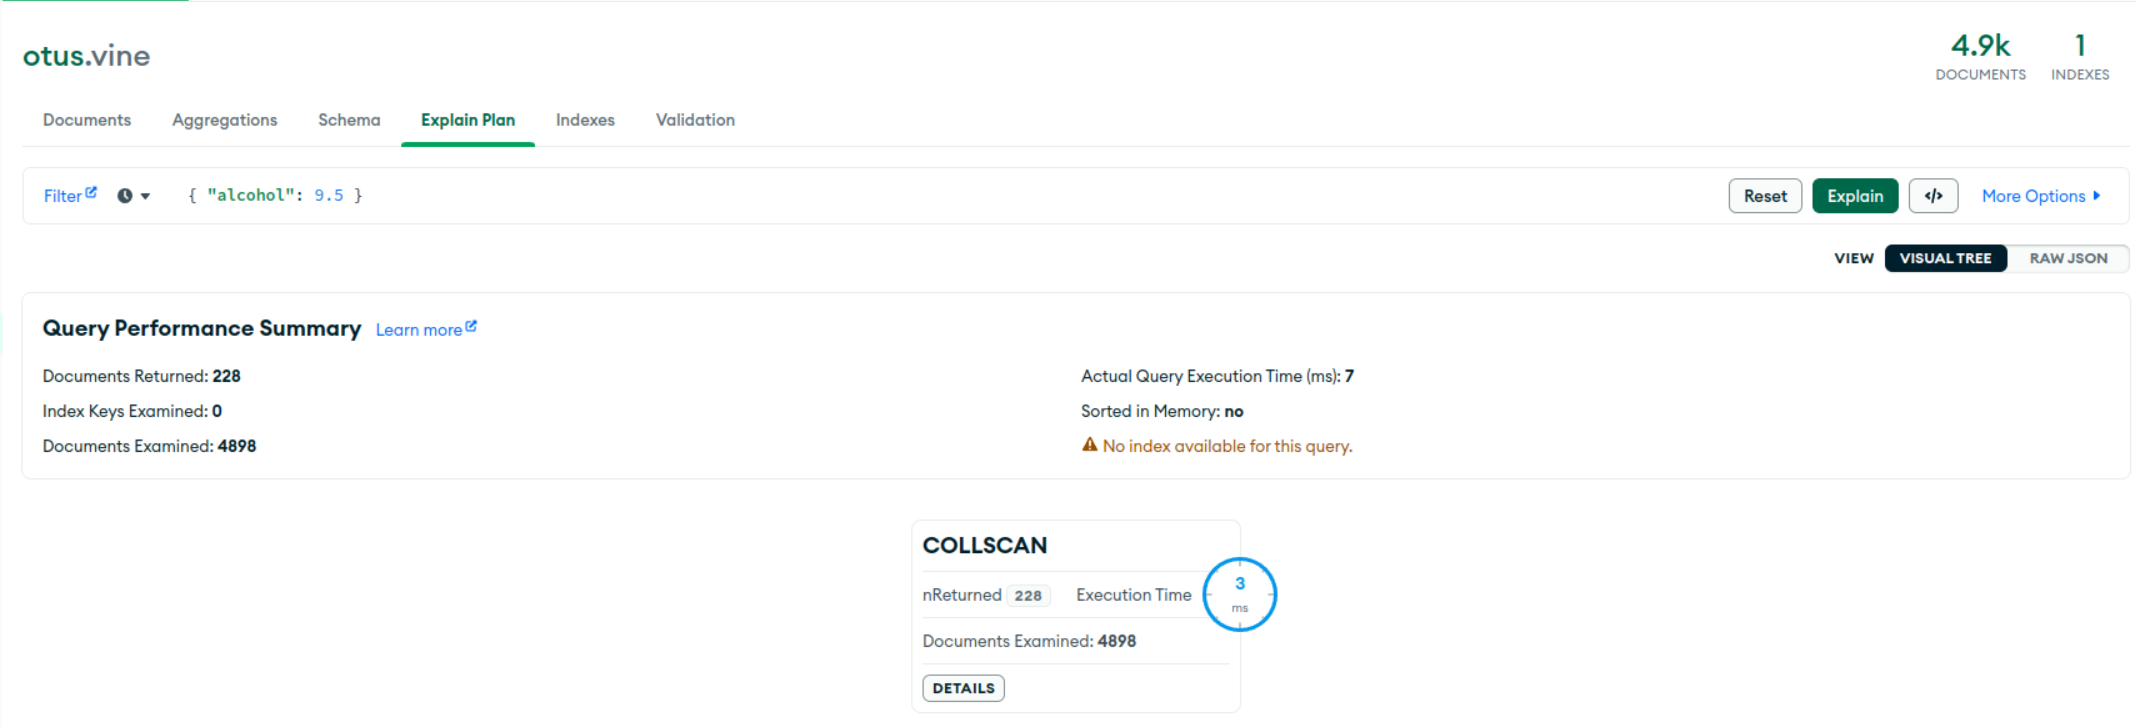 otus.vine
4.9k 1
DOCUMENTS INDEXES
Documents Aggregations Schema Explain Plan Indexes Validation
Filter { "alcohol": 9.5 } Reset Explain </> More Options
VIEW VISUAL TREE RAW JSON
Query Performance Summary Learn more
Documents Returned: 228 Actual Query Execution Time (ms): 7
Index Keys Examined: 0 Sorted in Memory: no
Documents Examined: 4898 No index available for this query.
COLLSCAN
nReturned 228 Execution Time 3 ms
Documents Examined: 4898
DETAILS